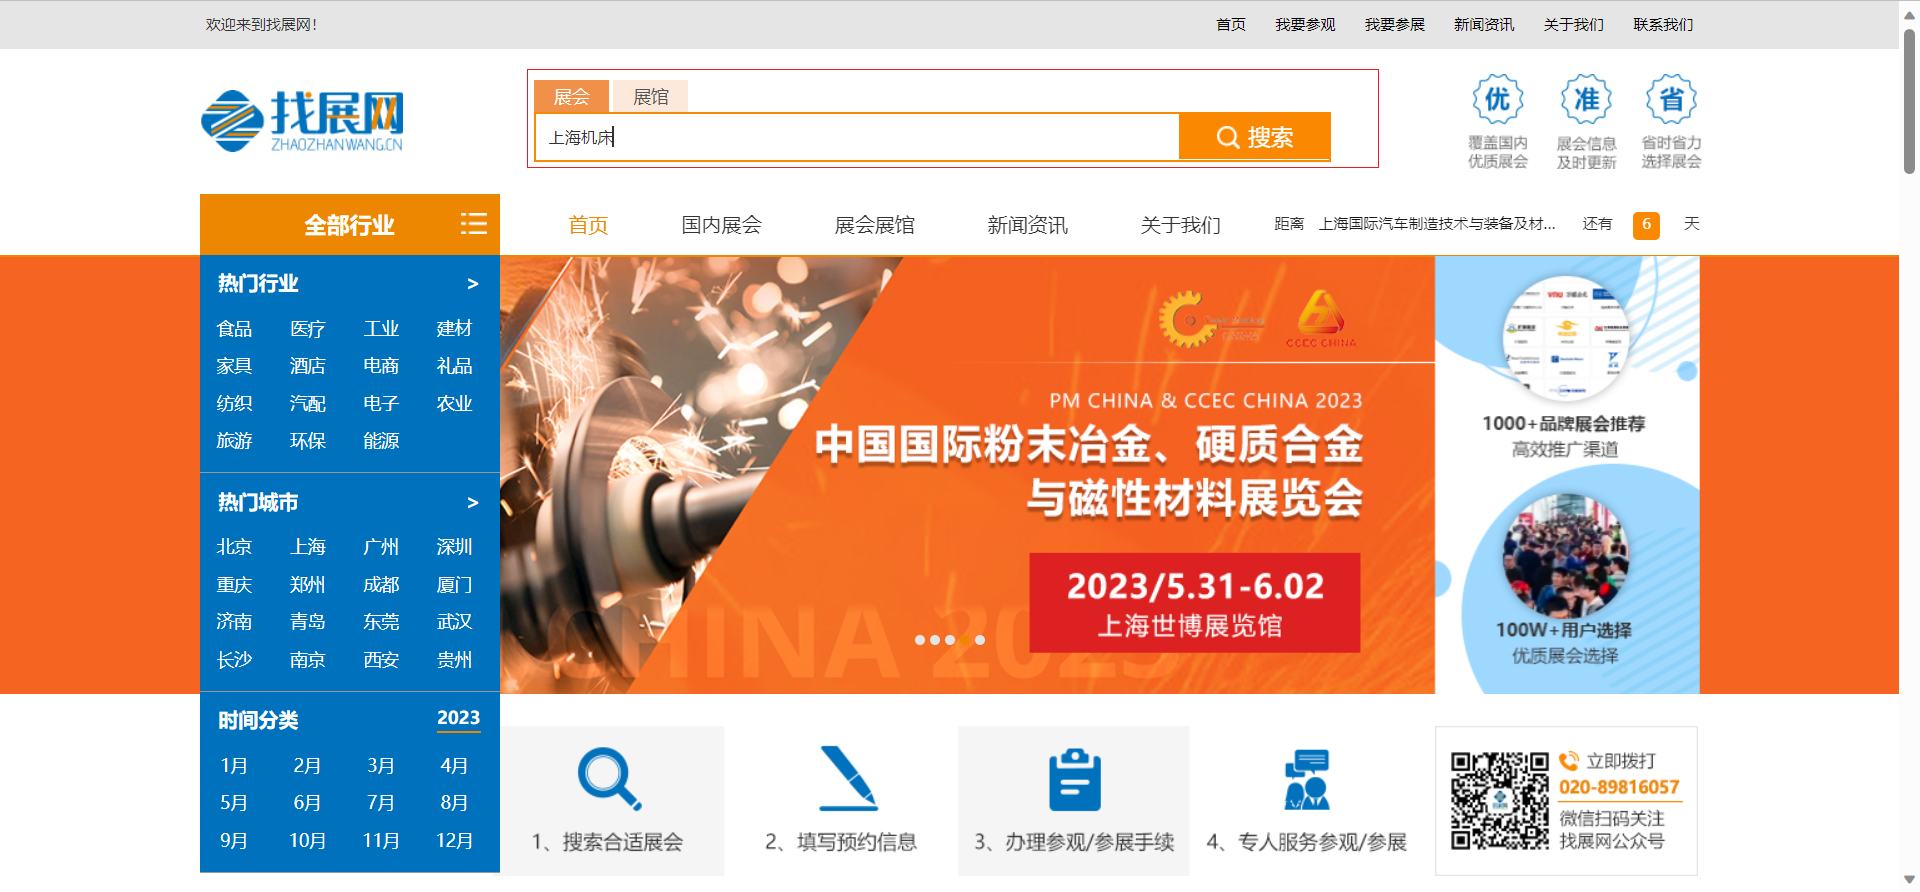 欢迎来到找展网！
首页 我要参观 我要参展 新闻资讯 关于我们 联系我们
找展网
ZHAOZHANWANG.CN
展会 展馆
上海机床
搜索
优 准 省
覆盖国内 展会信息 省时省力
优质展会 及时更新 选择展会
全部行业
首页 国内展会 展会展馆 新闻资讯 关于我们
距离 上海国际汽车制造技术与装备及材... 还有 6 天
热门行业 >
食品 医疗 工业 建材
家具 酒店 电商 礼品
纺织 汽配 电子 农业
旅游 环保 能源
热门城市 >
北京 上海 广州 深圳
重庆 郑州 成都 厦门
济南 青岛 东莞 武汉
长沙 南京 西安 贵州
时间分类 2023
1月 2月 3月 4月
5月 6月 7月 8月
9月 10月 11月 12月
CCEC CHINA
PM CHINA & CCEC CHINA 2023
中国国际粉末冶金、硬质合金
与磁性材料展览会
2023/5.31-6.02
上海世博展览馆
CHINA 2023
1000+品牌展会推荐
高效推广渠道
100W+用户选择
优质展会选择
1、搜索合适展会
2、填写预约信息
3、办理参观/参展手续
4、专人服务参观/参展
立即拨打
020-89816057
微信扫码关注
找展网公众号